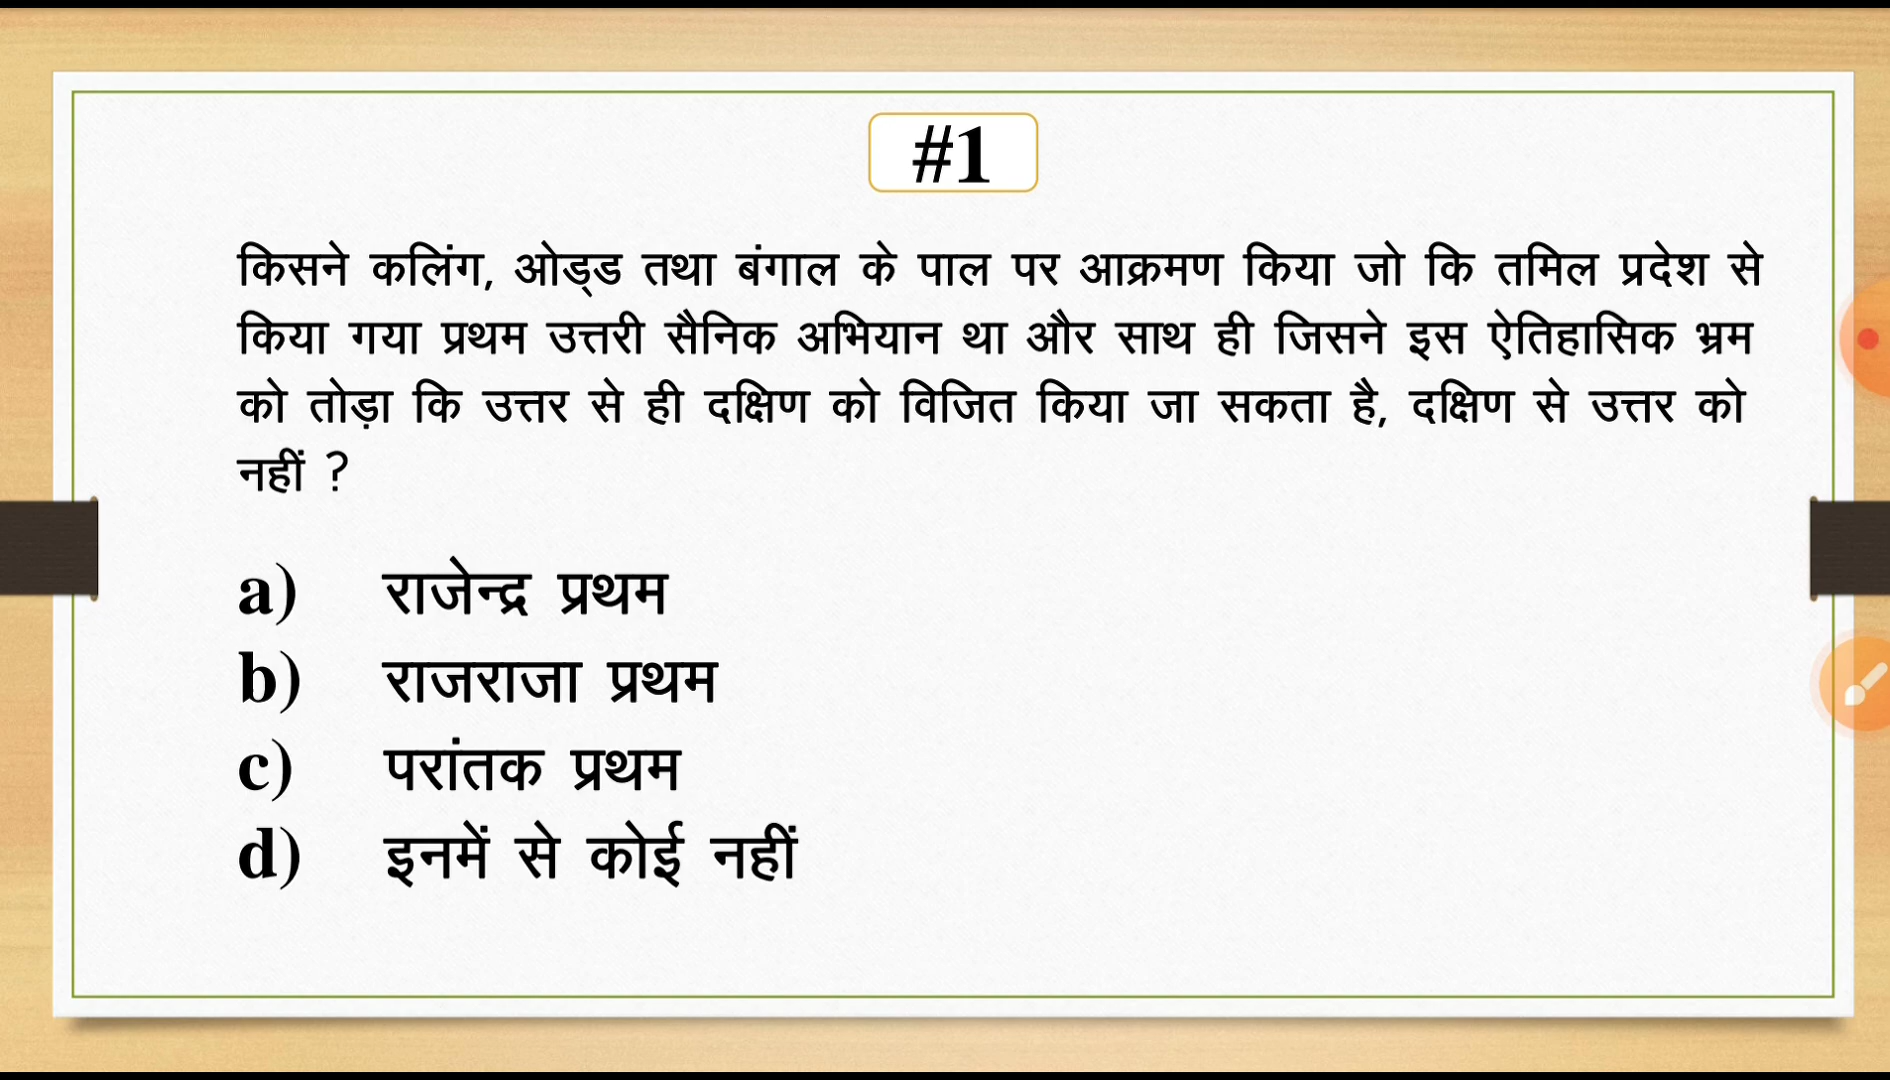 #1
किसने कलिंग, ओड्ड तथा बंगाल के पाल पर आक्रमण किया जो कि तमिल प्रदेश से
किया गया प्रथम उत्तरी सैनिक अभियान था और साथ ही जिसने इस ऐतिहासिक भ्रम
को तोड़ा कि उत्तर से ही दक्षिण को विजित किया जा सकता है, दक्षिण से उत्तर को
नहीं ?
a) राजेन्द्र प्रथम
b) राजराजा प्रथम
c) परांतक प्रथम
d) इनमें से कोई नहीं